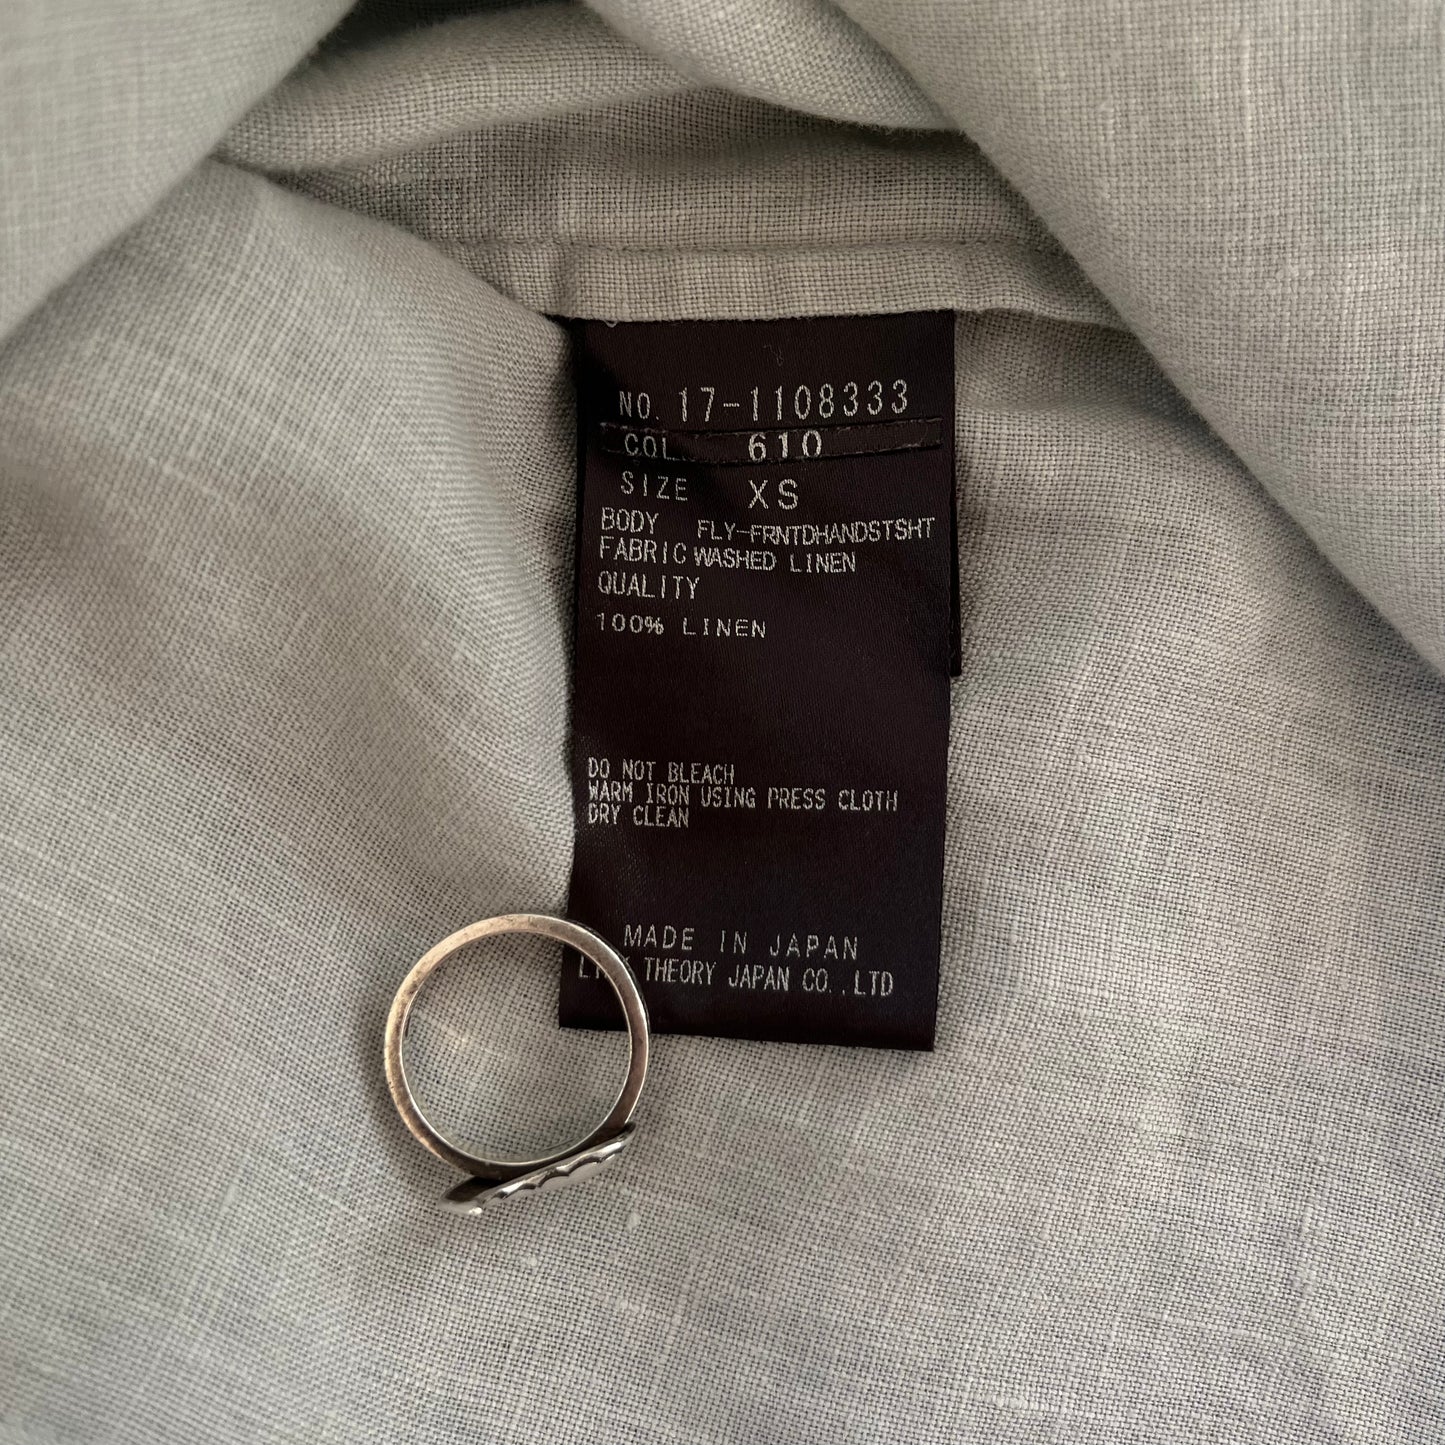 NO. 17-1108333
COL. 610
SIZE XS
BODY FLY-FRNTDHANDSTSHT
FABRIC WASHED LINEN
QUALITY
100% LINEN
DO NOT BLEACH
WARM IRON USING PRESS CLOTH
DRY CLEAN
MADE IN JAPAN
THEORY JAPAN CO.,LTD